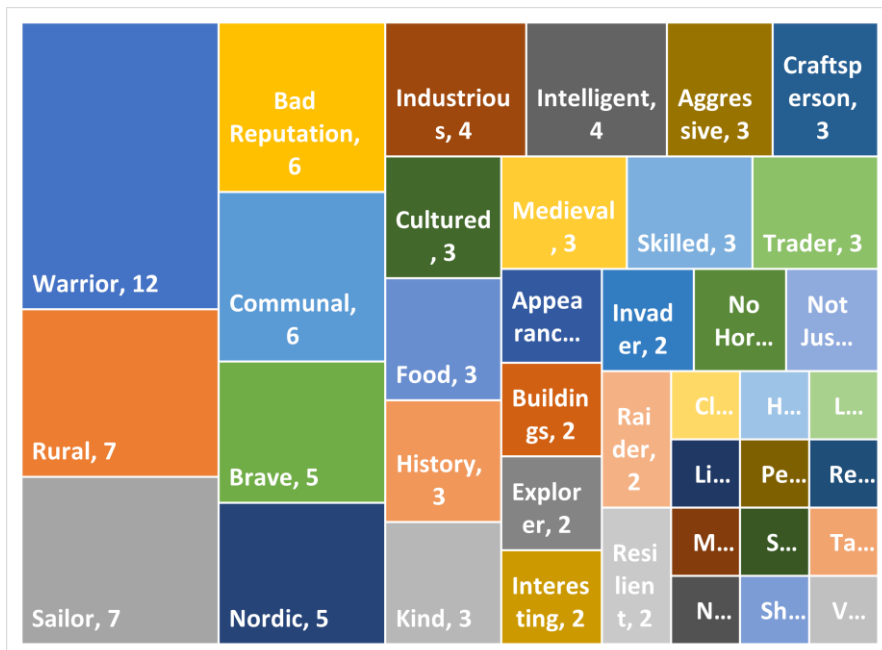 Warrior, 12
Rural, 7
Sailor, 7
Bad
Reputation,
6
Communal,
6
Brave, 5
Nordic, 5
Industriou
s, 4
Intelligent,
4
Aggre
ssive, 3
Craftsp
erson,
3
Cultured
, 3
Medieval
, 3
Skilled, 3
Trader, 3
Food, 3
History,
3
Kind, 3
Appea
ranc...
Buildin
gs, 2
Explor
er, 2
Interes
ting, 2
Invad
er, 2
No
Hor...
Not
Jus...
Rai
der,
2
Resi
lien
t, 2
Cl...
H...
L...
Li...
Pe...
Re...
M...
S...
Ta...
N...
Sh...
V...